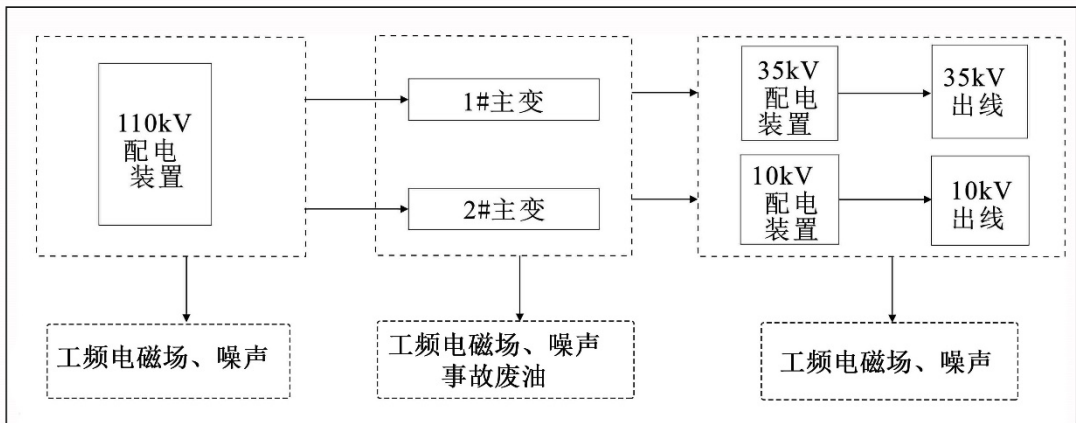 110kV
配电
装置
1#主变
2#主变
35kV
配电
装置
35kV
出线
10kV
配电
装置
10kV
出线
工频电磁场、噪声
工频电磁场、噪声
事故废油
工频电磁场、噪声